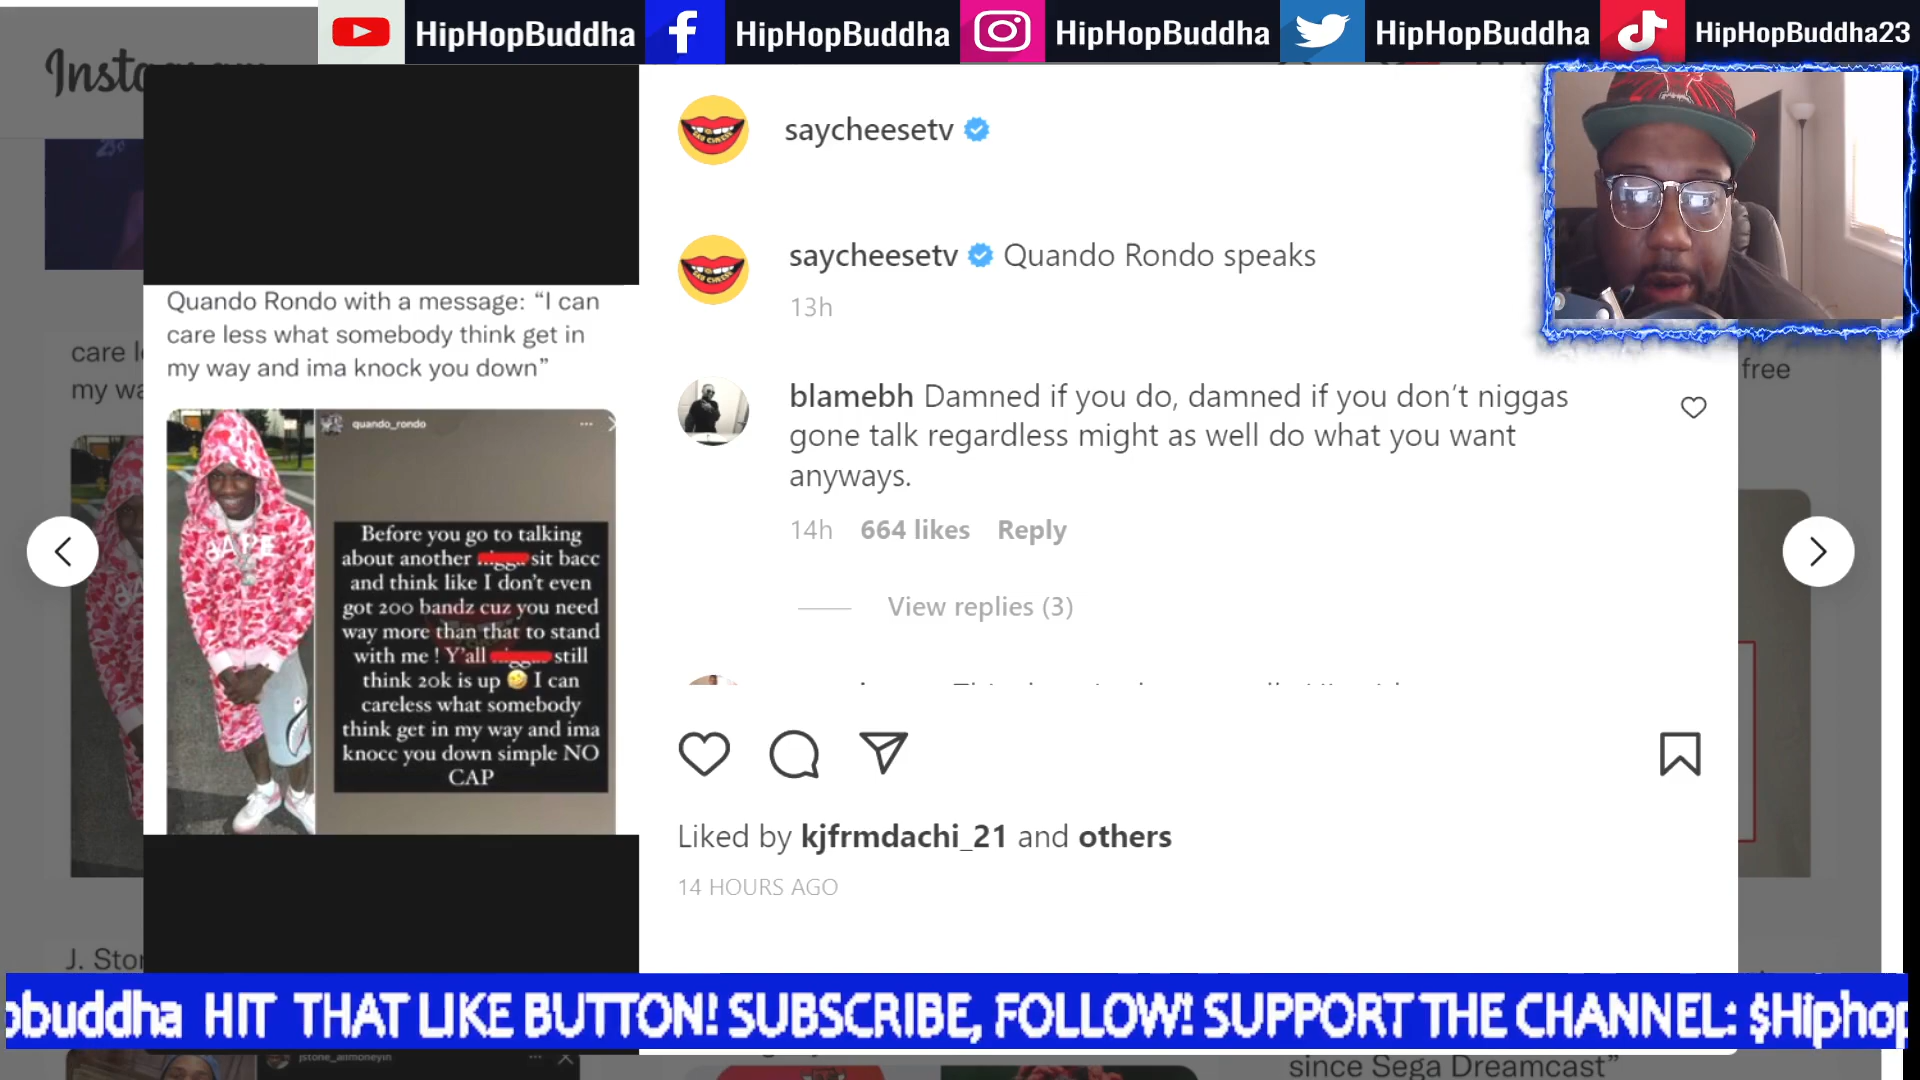 HipHopBuddha
HipHopBuddha
HipHopBuddha
HipHopBuddha
HipHopBuddha23
saycheesetv
saycheesetv Quando Rondo speaks
13h
Quando Rondo with a message: “I can
care less what somebody think get in
my way and ima knock you down”
quando_rondo
Before you go to talking
about another sit bacc
and think like I don't even
got 200 bandz cuz you need
way more than that to stand
with me ! Y'all still
think 20k is up 🤣 I can
careless what somebody
think get in my way and ima
knocc you down simple NO
CAP
blamebh Damned if you do, damned if you don’t niggas
gone talk regardless might as well do what you want
anyways.
14h 664 likes Reply
View replies (3)
Liked by kjfrmdachi_21 and others
14 HOURS AGO
care
my
free
obuddha HIT THAT LIKE BUTTON! SUBSCRIBE, FOLLOW! SUPPORT THE CHANNEL: $Hiphop
jstone_allmoneyin
since Sega Dreamcast”